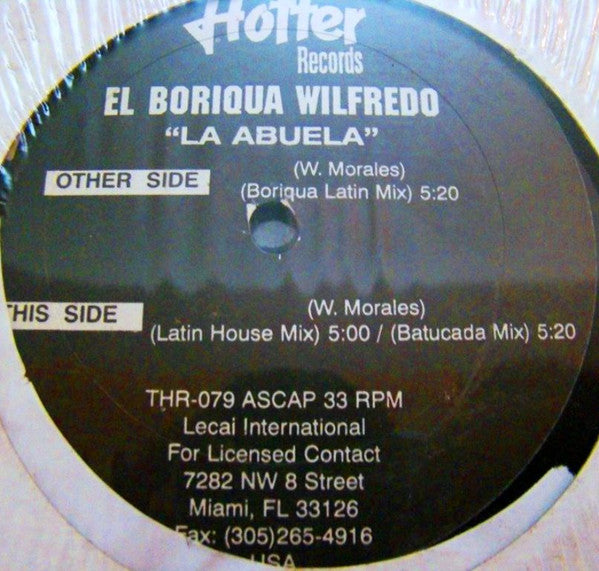 Hotter
Records
EL BORIQUA WILFREDO
"LA ABUELA"
(W. Morales)
OTHER SIDE (Boriqua Latin Mix) 5:20
(W. Morales)
THIS SIDE
(Latin House Mix) 5:00 / (Batucada Mix) 5:20
THR-079 ASCAP 33 RPM
Lecai International
For Licensed Contact
7282 NW 8 Street
Miami, FL 33126
Fax: (305)265-4916
USA